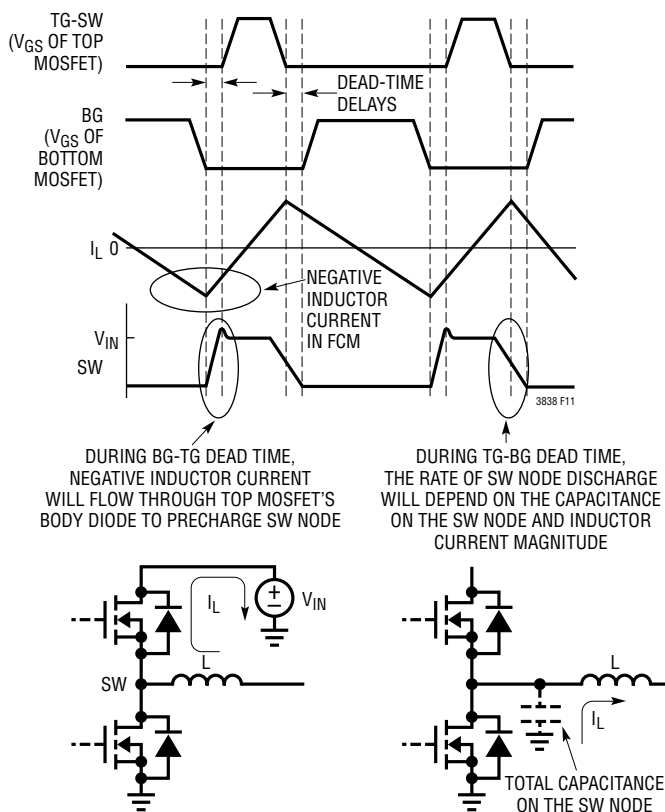 TG-SW
(VGS OF TOP
MOSFET)
DEAD-TIME
DELAYS
BG
(VGS OF
BOTTOM
MOSFET)
IL 0
NEGATIVE
INDUCTOR
CURRENT
IN FCM
VIN
SW
3838 F11
DURING BG-TG DEAD TIME,
NEGATIVE INDUCTOR CURRENT
WILL FLOW THROUGH TOP MOSFET'S
BODY DIODE TO PRECHARGE SW NODE
DURING TG-BG DEAD TIME,
THE RATE OF SW NODE DISCHARGE
WILL DEPEND ON THE CAPACITANCE
ON THE SW NODE AND INDUCTOR
CURRENT MAGNITUDE
IL
+
–
VIN
L
SW
L
IL
TOTAL CAPACITANCE
ON THE SW NODE